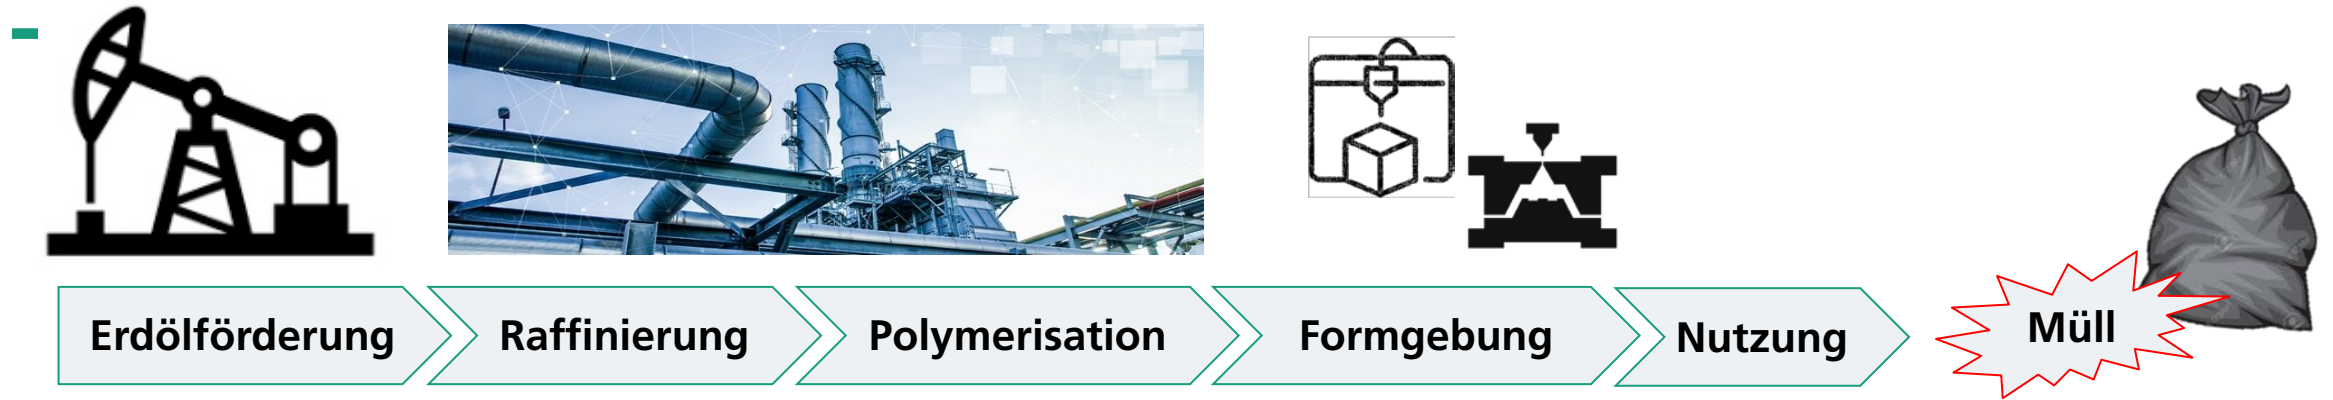 Erdölförderung
Raffinierung
Polymerisation
Formgebung
Nutzung
Müll